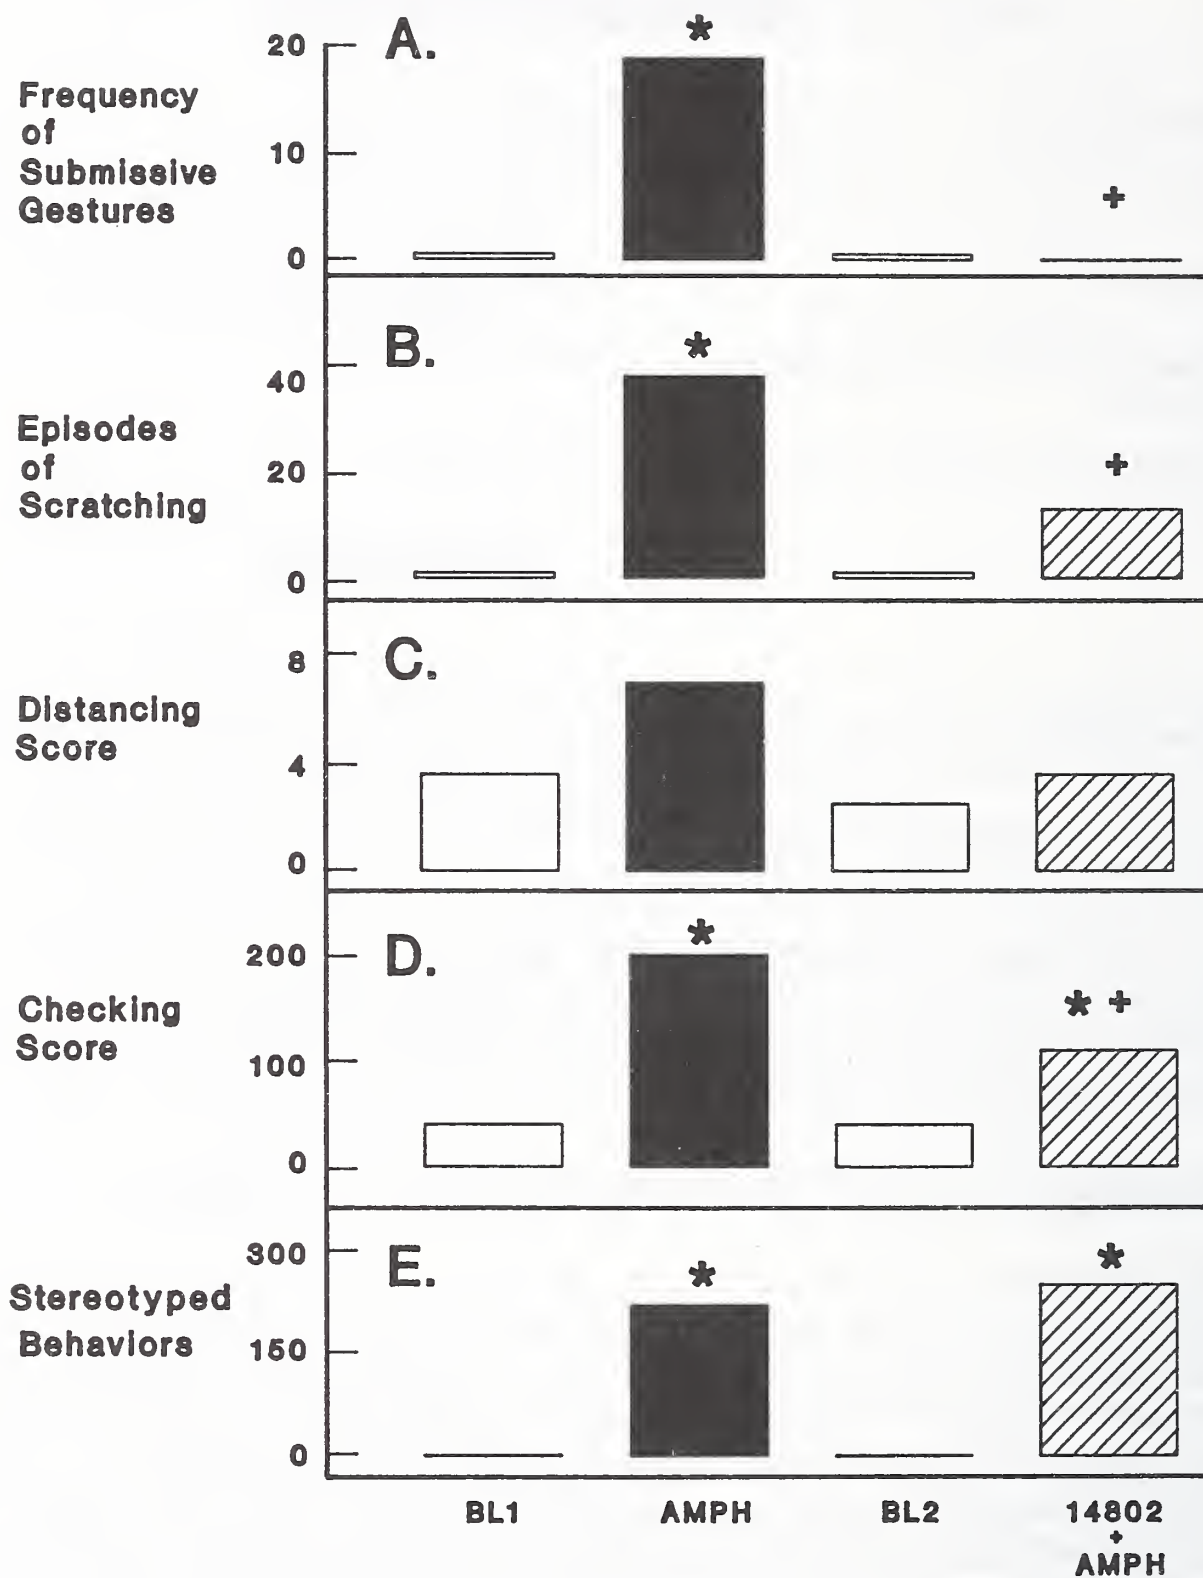 A.
*
20
Frequency
of
Submissive
Gestures
10
+
0
B.
*
40
Episodes
of
Scratching
20
+
0
C.
8
Distancing
Score
4
0
D.
*
200
Checking
Score
* +
100
0
E.
*
*
300
Stereotyped
Behaviors
150
0
BL1 AMPH BL2 14802
+
AMPH